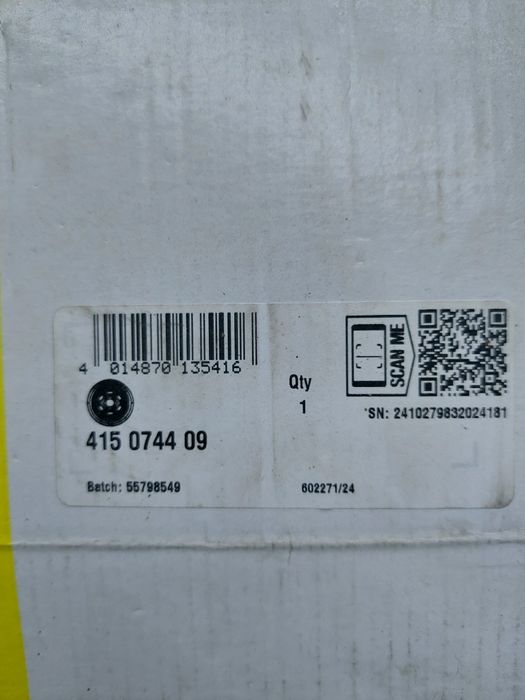 4 014870 135416
415 0744 09
Batch: 55798549
Qty
1
602271/24
SCAN ME
SN: 2410279832024181